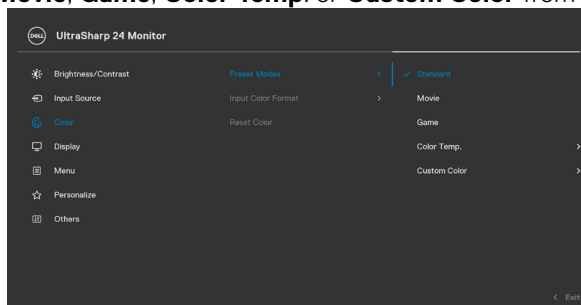 Movie, Game, Color Temp. or Custom Color from
DELL UltraSharp 24 Monitor
Brightness/Contrast Preset Modes > ✓ Standard
Input Source Input Color Format > Movie
Color Reset Color Game
Display Color Temp. >
Menu Custom Color >
Personalize
Others
< Exit